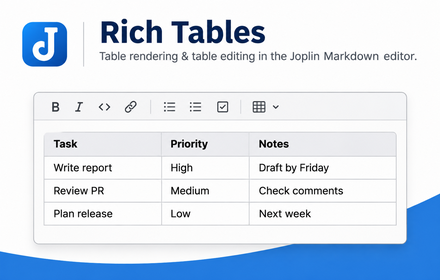 J
Rich Tables
Table rendering & table editing in the Joplin Markdown editor.
B I <>
Task Priority Notes
Write report High Draft by Friday
Review PR Medium Check comments
Plan release Low Next week